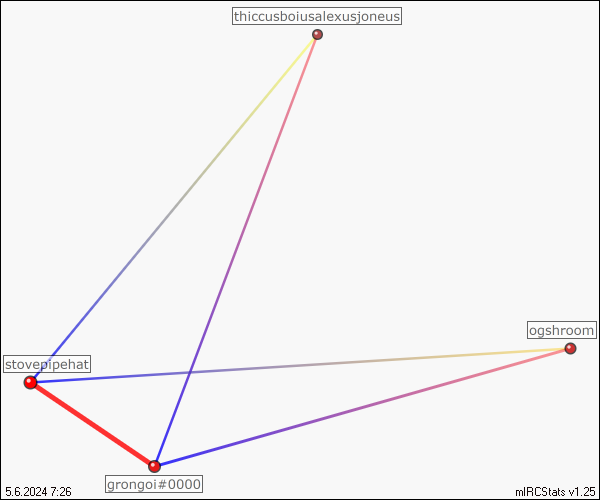 thiccusboiusalexusjoneus
ogshroom
stovepipehat
grongoi#0000
5.6.2024 7:26
mIRCStats v1.25